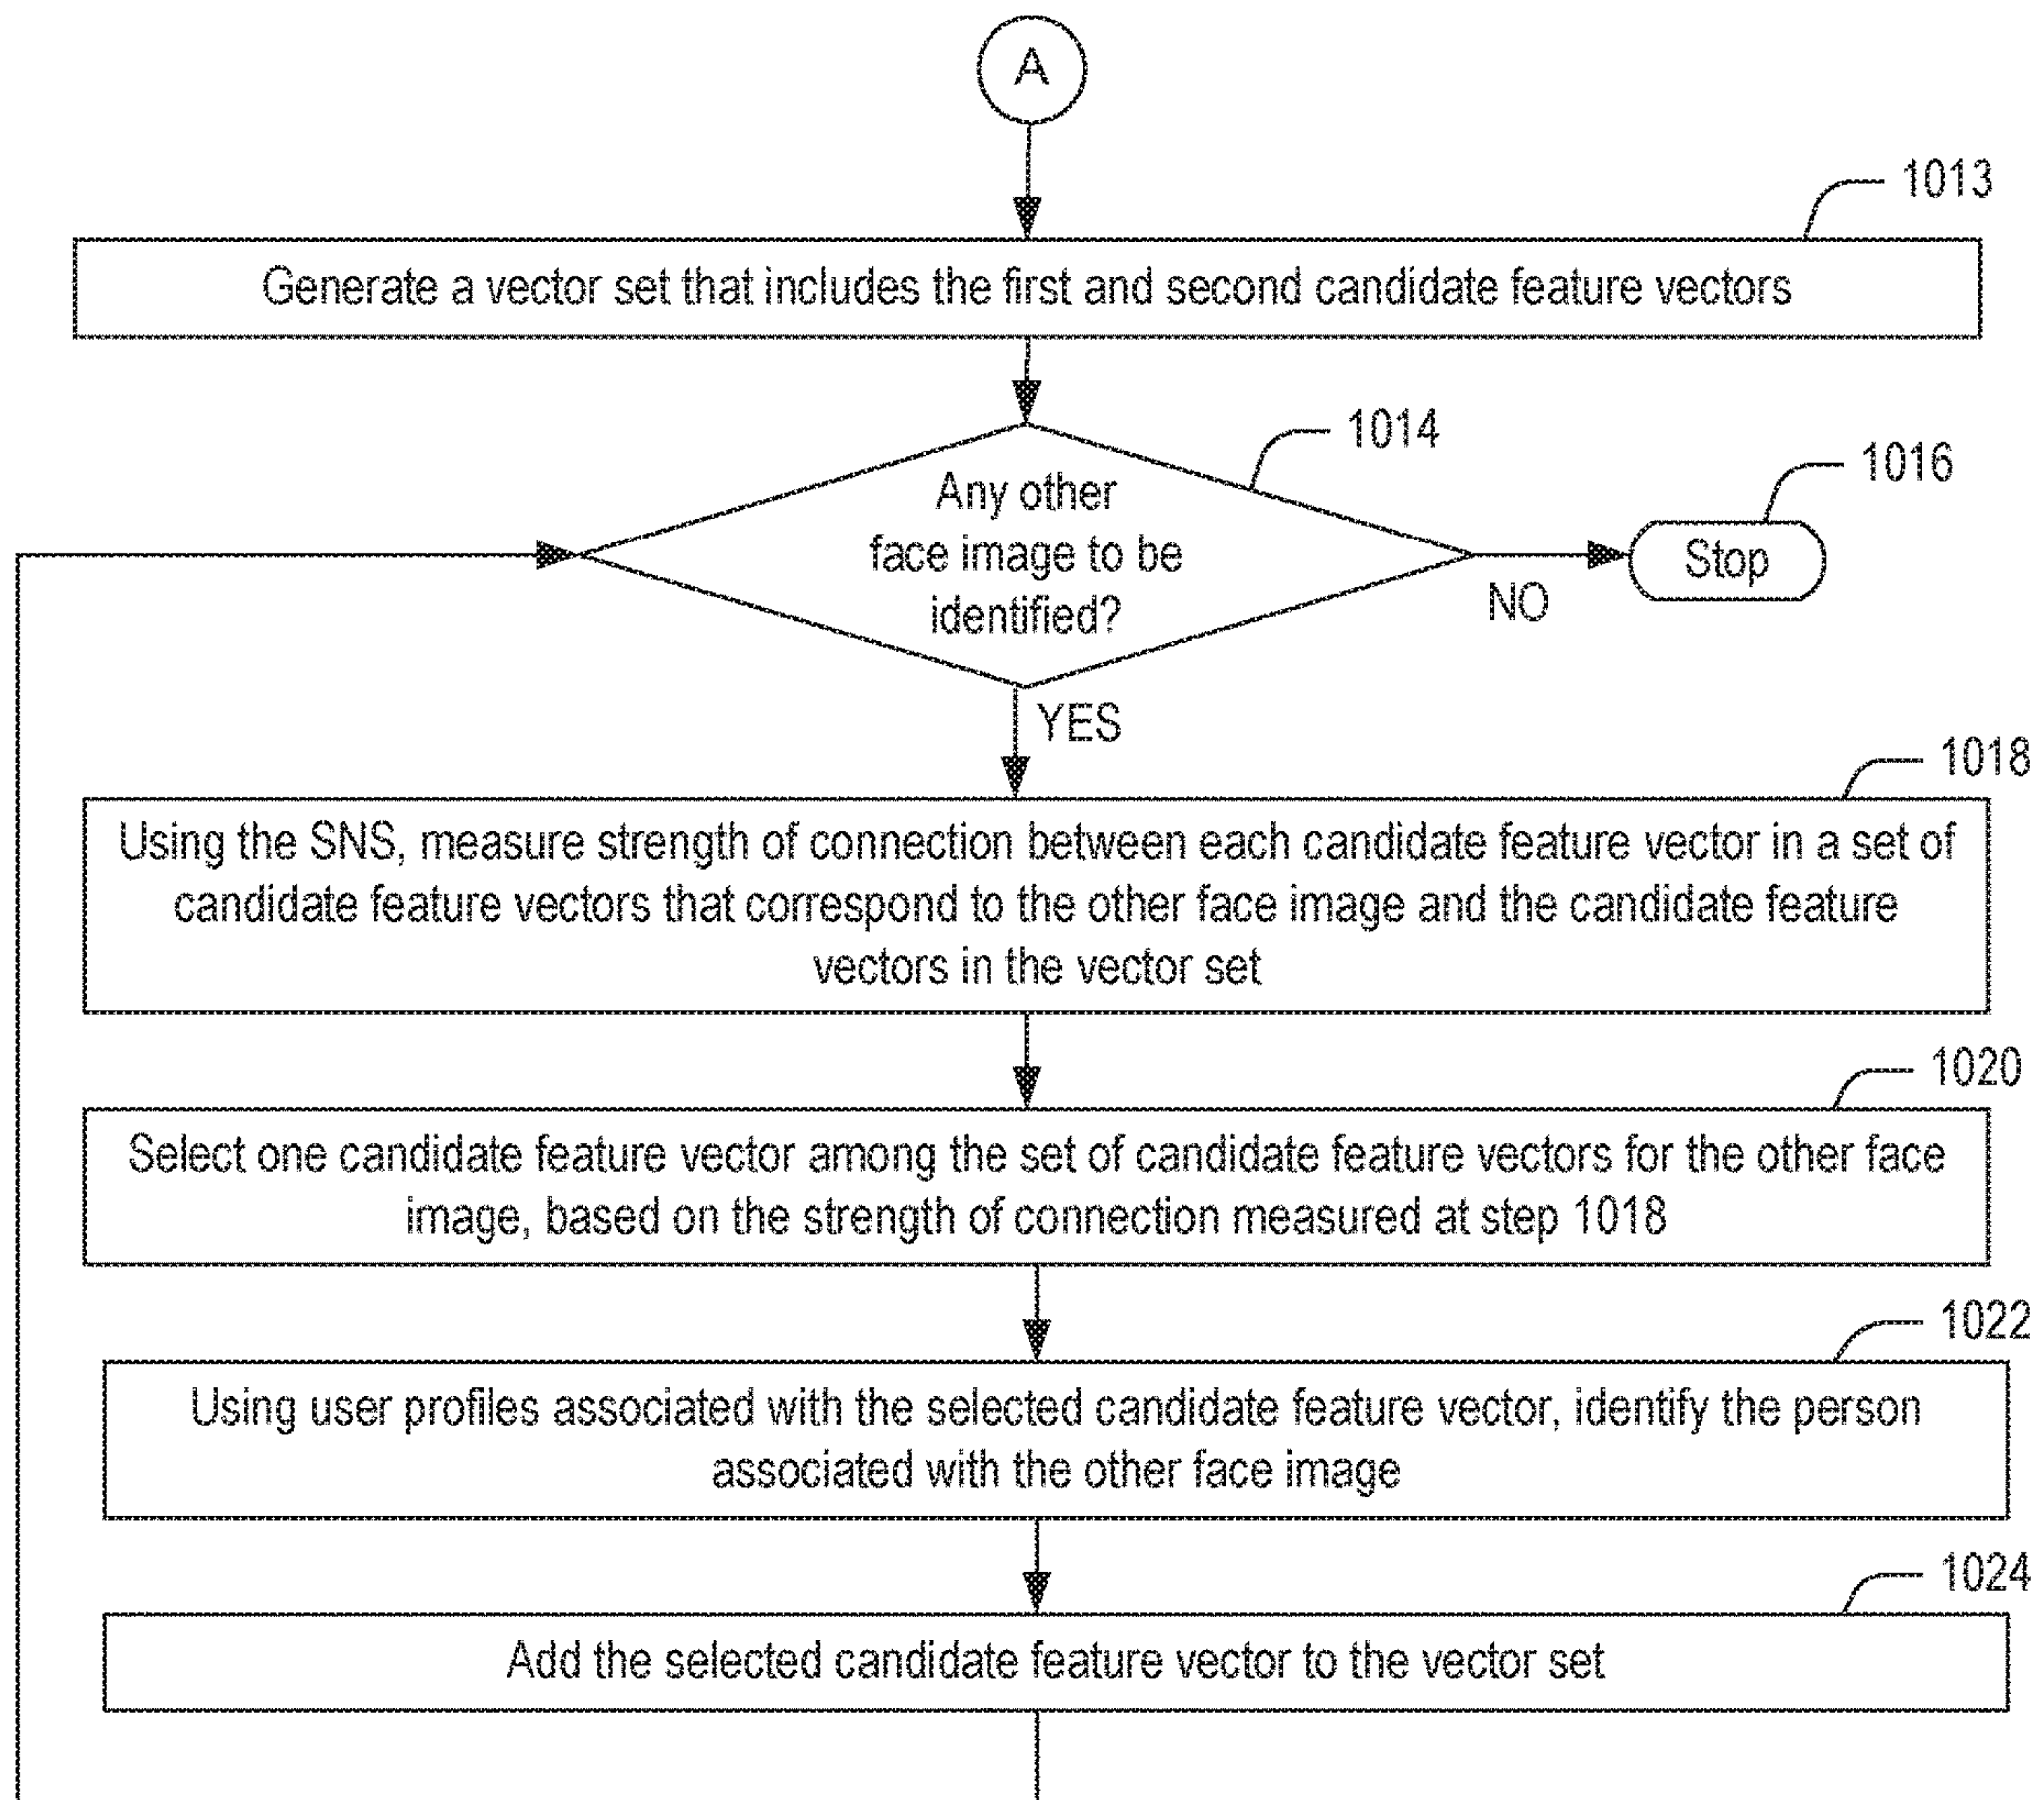 A
1013
Generate a vector set that includes the first and second candidate feature vectors
1014
1016
Any other
face image to be
identified?
Stop
NO
YES
1018
Using the SNS, measure strength of connection between each candidate feature vector in a set of
candidate feature vectors that correspond to the other face image and the candidate feature
vectors in the vector set
1020
Select one candidate feature vector among the set of candidate feature vectors for the other face
image, based on the strength of connection measured at step 1018
1022
Using user profiles associated with the selected candidate feature vector, identify the person
associated with the other face image
1024
Add the selected candidate feature vector to the vector set